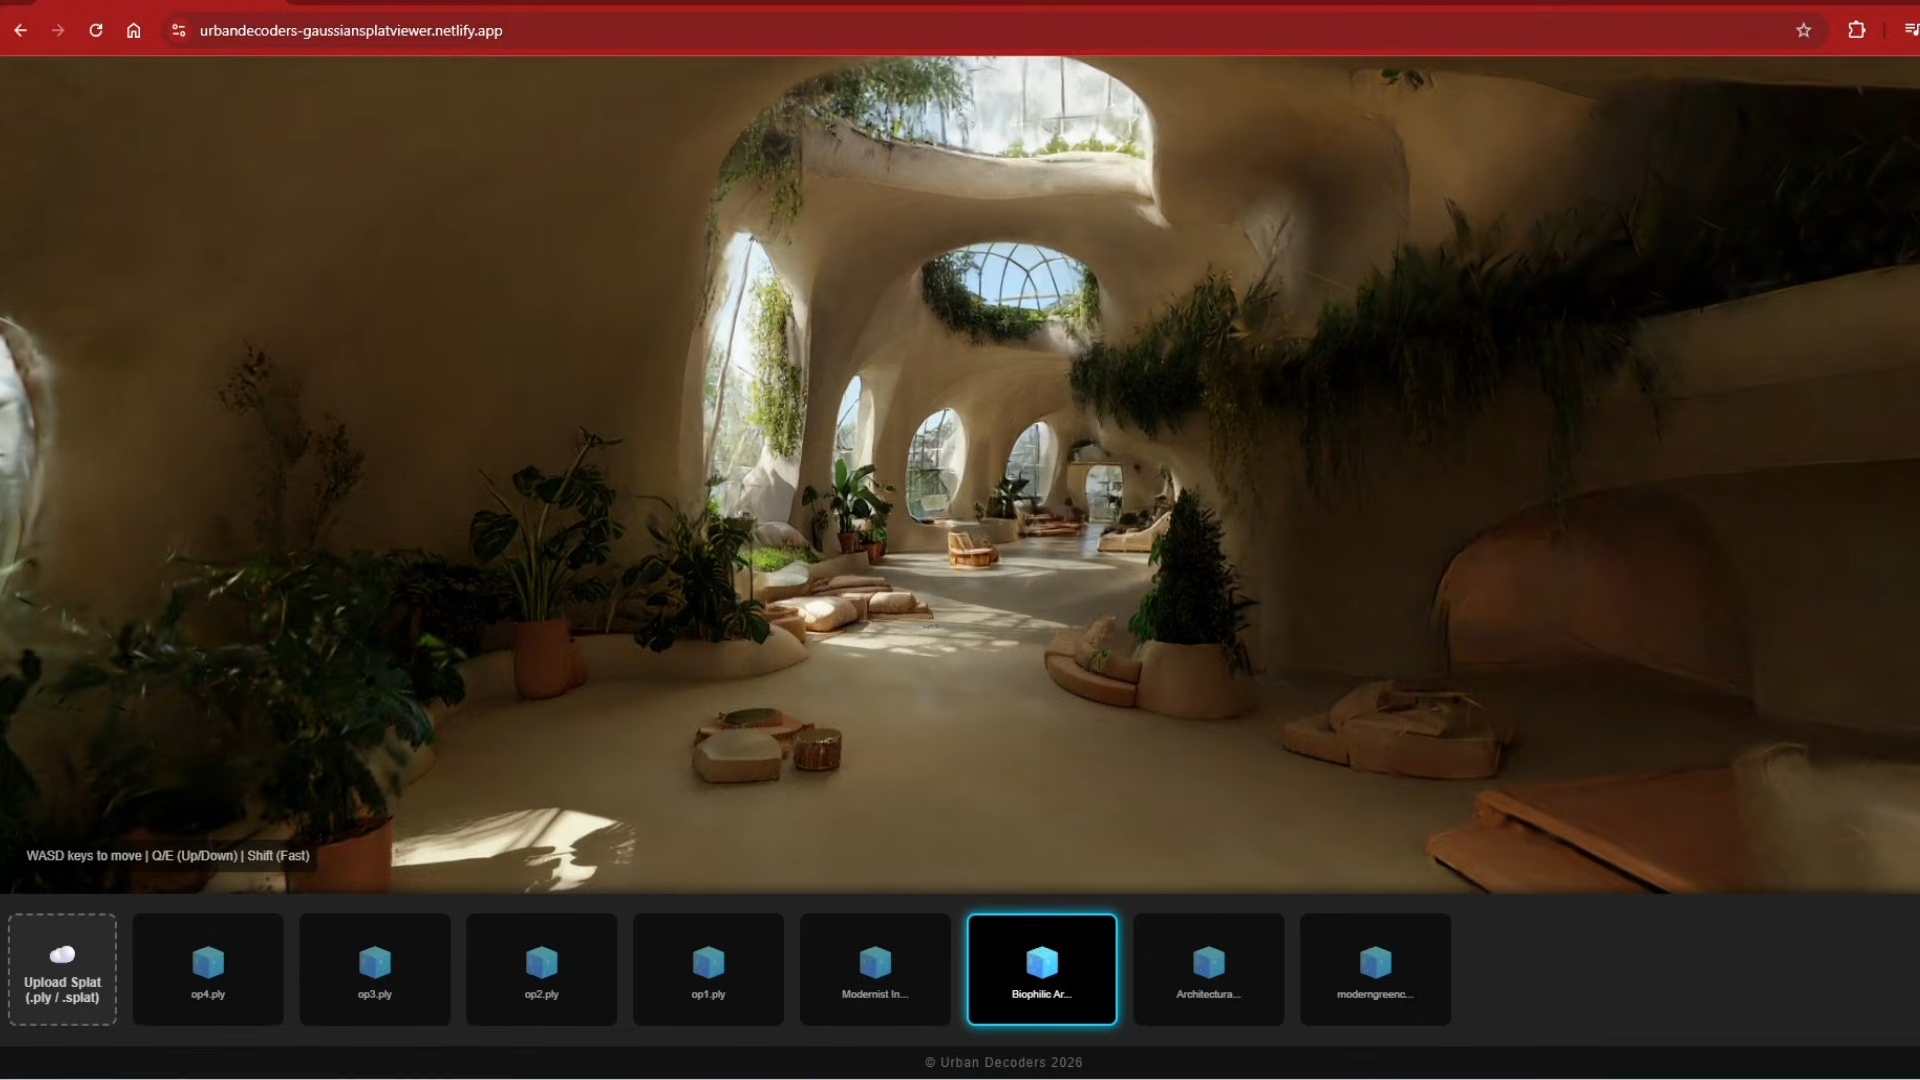 urbandecoders-gaussiansplatviewer.netlify.app
WASD keys to move | Q/E (Up/Down) | Shift (Fast)
Upload Splat
(.ply / .splat)
op4.ply
op3.ply
op2.ply
op1.ply
Modernist In...
Biophilic Ar...
Architectura...
moderngreenc...
© Urban Decoders 2026